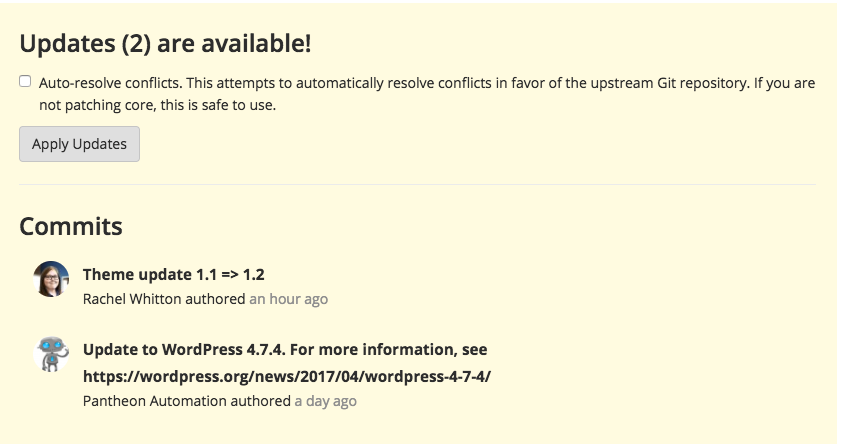 Updates (2) are available!
Auto-resolve conflicts. This attempts to automatically resolve conflicts in favor of the upstream Git repository. If you are
not patching core, this is safe to use.
Apply Updates
Commits
Theme update 1.1 => 1.2
Rachel Whitton authored an hour ago
Update to WordPress 4.7.4. For more information, see
https://wordpress.org/news/2017/04/wordpress-4-7-4/
Pantheon Automation authored a day ago